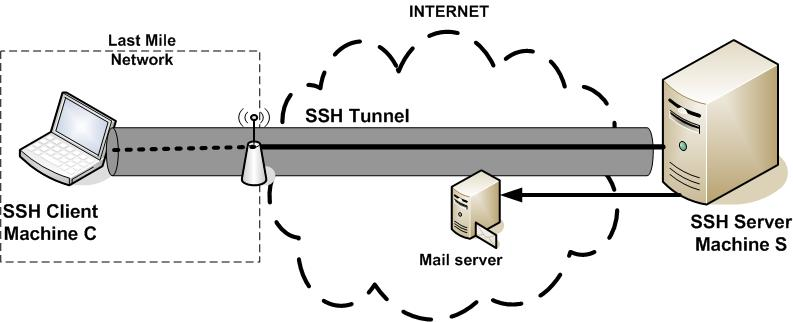 INTERNET
Last Mile
Network
SSH Tunnel
SSH Client
Machine C
Mail server
SSH Server
Machine S